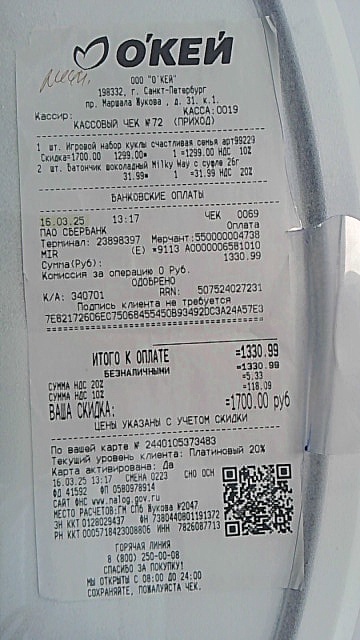 О'КЕЙ
ООО "О'КЕЙ"
198332, г. Санкт-Петербург
пр. Маршала Жукова , д. 31. к.1.
Кассир: КАССА:0019
КАССОВЫЙ ЧЕК №72 (ПРИХОД)
1 шт. Игровой набор куклы счастливая семья арт99229
Скидка=1700.00 1299.00* 1 =1299.00 НДС 10%
2 шт. батончик шоколадный Milky Way с суфле 26г
31.99* 1 =31.99 НДС 20%
БАНКОВСКИЕ ОПЛАТЫ
16.03.25 13:17 ЧЕК 0069
ПАО СБЕРБАНК Оплата
Терминал: 23898397 Мерчант:550000004738
MIR (E) *9113 A0000006581010
Сумма(Руб): 1330.99
Комиссия за операцию 0 Руб.
ОДОБРЕНО
К/А: 340701 RRN: 507524027231
Подпись клиента не требуется
7E82172606EC75068455450B93492DC3A24A57E3
ИТОГО К ОПЛАТЕ =1330.99
БЕЗНАЛИЧНЫМИ =1330.99
СУММА НДС 20% =5.33
СУММА НДС 10% =118.09
ВАША СКИДКА: =1700.00 руб
ЦЕНЫ УКАЗАНЫ С УЧЕТОМ СКИДКИ
По вашей карте № 2440105373483
Текущий уровень клиента: Платиновый 20%
Карта активирована: Да
16.03.25 13:17 СМЕНА 0223 СНО ОСН
ФД 41592 ФП 0580978914
САЙТ ФНС www.nalog.gov.ru
МЕСТО РАСЧЕТОВ:ГМ СПб Жукова №2047
ЗН ККТ 0128029437 ФН 7380440801191372
РН ККТ 0005718423008806 ИНН 7826087713
ГОРЯЧАЯ ЛИНИЯ
8 (800) 250-00-08
СПАСИБО ЗА ПОКУПКУ!
МЫ ОТКРЫТЫ С 08:00 ДО 24:00
СОХРАНЯЙТЕ, ПОЖАЛУЙСТА ЧЕК.